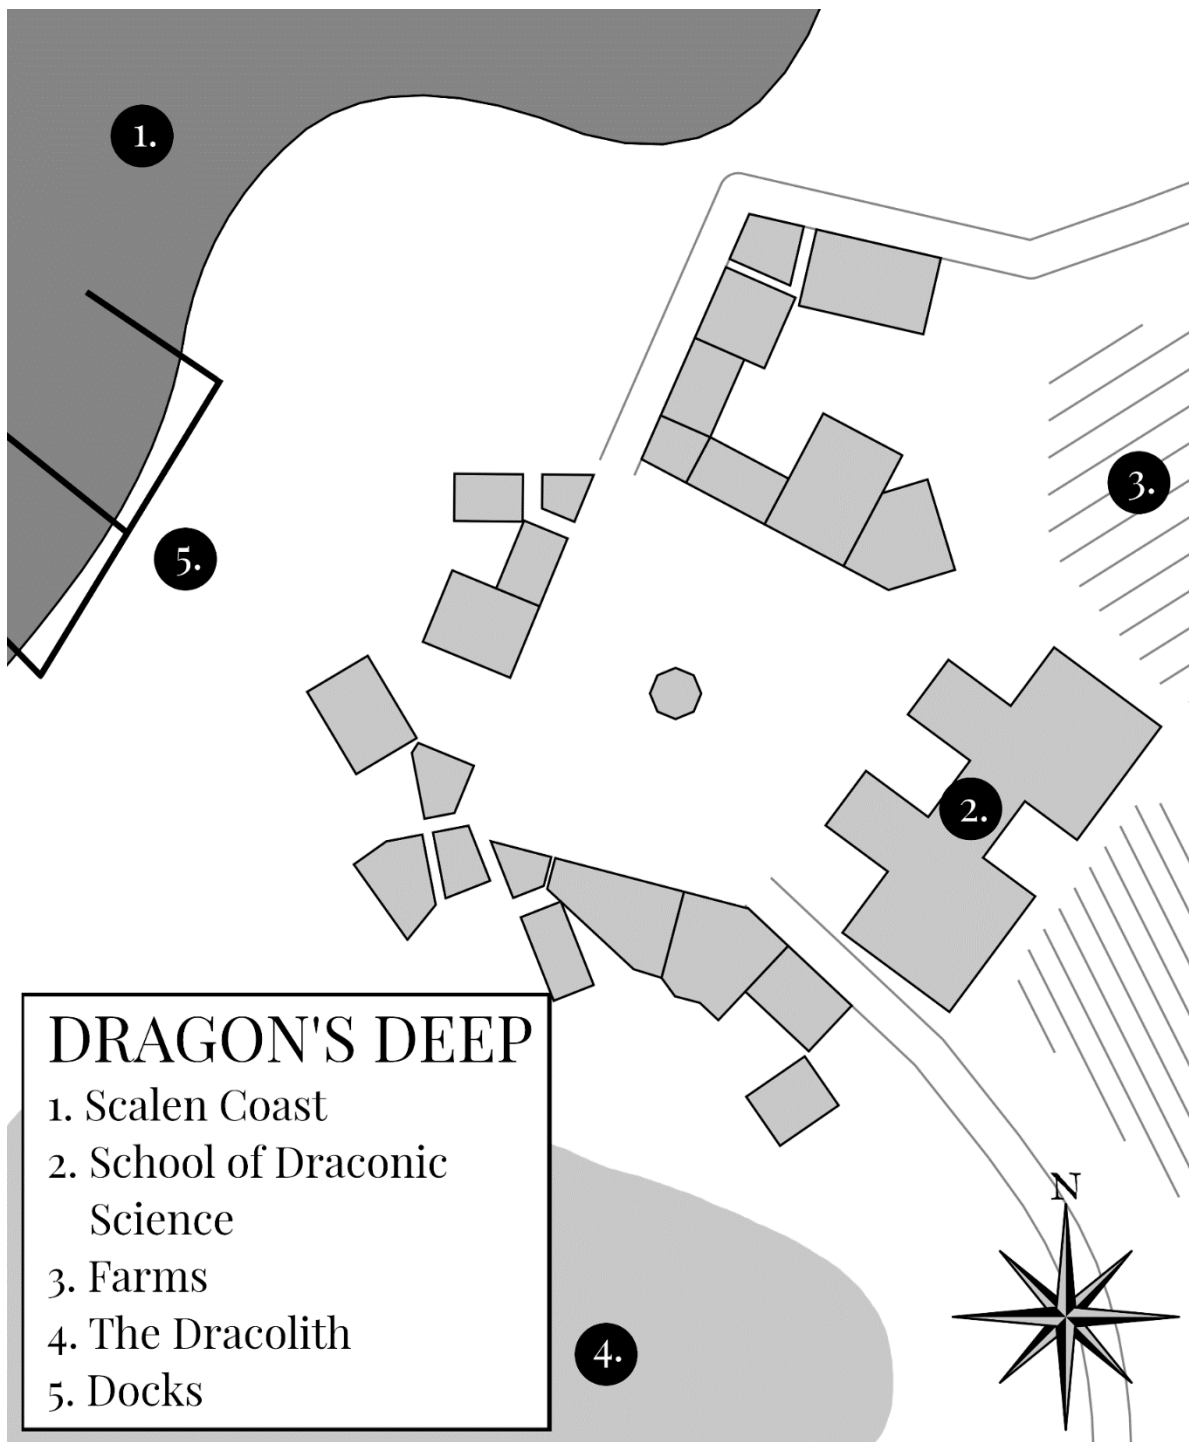 1.
3.
5.
2.
DRAGON'S DEEP
1. Scalen Coast
2. School of Draconic
Science
3. Farms
4. The Dracolith
5. Docks
N
4.